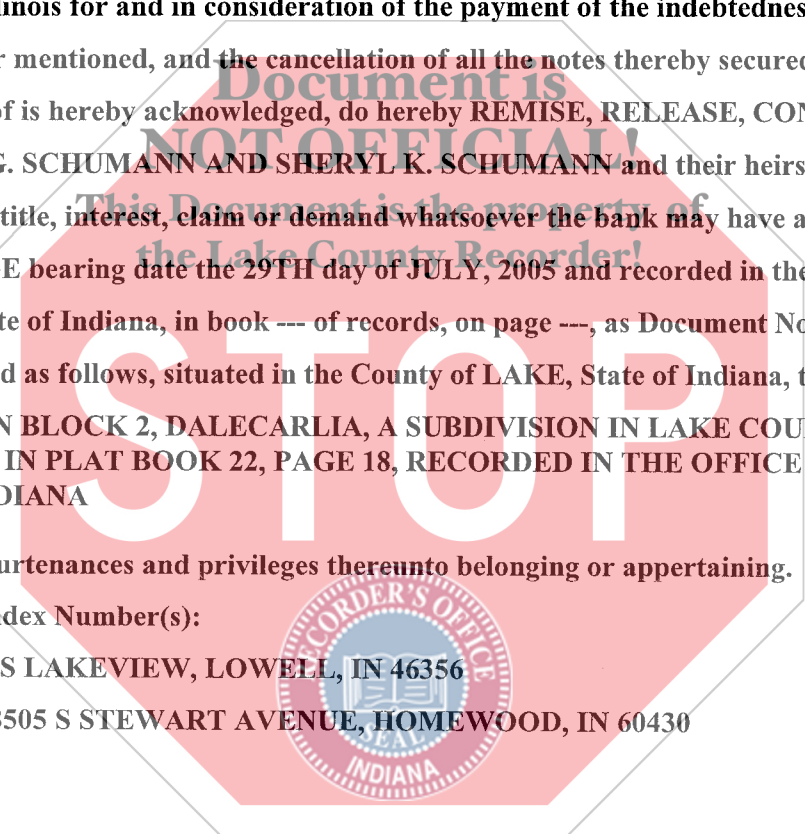 linois for and in consideration of the payment of the indebtednes
r mentioned, and the cancellation of all the notes thereby secured
Document is
of is hereby acknowledged, do hereby REMISE, RELEASE, CON
NOT OFFICIAL!
G. SCHUMANN AND SHERYL K. SCHUMANN and their heirs
This Document is the property of
title, interest, claim or demand whatsoever the bank may have a
the Lake County Recorder!
E bearing date the 29TH day of JULY, 2005 and recorded in the
te of Indiana, in book --- of records, on page ---, as Document No
d as follows, situated in the County of LAKE, State of Indiana, t
STOP
N BLOCK 2, DALECARLIA, A SUBDIVISION IN LAKE COU
IN PLAT BOOK 22, PAGE 18, RECORDED IN THE OFFICE
DIANA
urtenances and privileges thereunto belonging or appertaining.
ndex Number(s):
S LAKEVIEW, LOWELL, IN 46356
3505 S STEWART AVENUE, HOMEWOOD, IN 60430
RECORDER'S OFFICE
SEAL
INDIANA